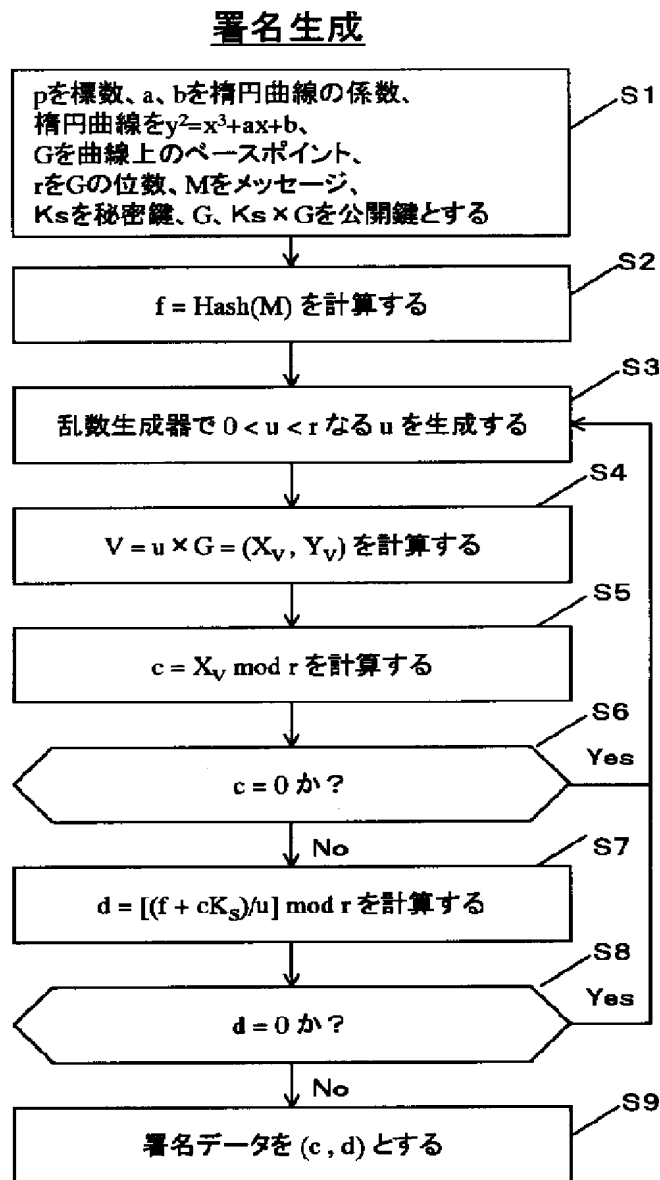 署名生成
pを標数、a、bを楕円曲線の係数、
楕円曲線をy²=x³+ax+b、
Gを曲線上のベースポイント、
rをGの位数、Mをメッセージ、
Ksを秘密鍵、G、Ks×Gを公開鍵とする
S1
S2
f = Hash(M) を計算する
S3
乱数生成器で 0 < u < r なる u を生成する
S4
V = u × G = (X_V , Y_V) を計算する
S5
c = X_V mod r を計算する
S6
c = 0 か？
Yes
No
S7
d = [(f + cK_S)/u] mod r を計算する
S8
d = 0 か？
Yes
No
S9
署名データを (c , d) とする